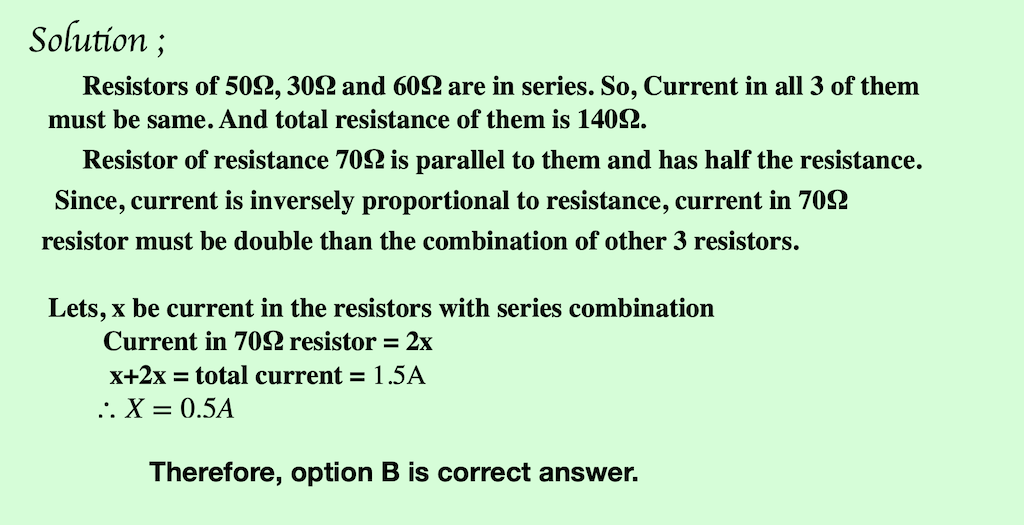 Solution ;
Resistors of 50Ω, 30Ω and 60Ω are in series. So, Current in all 3 of them
must be same. And total resistance of them is 140Ω.
Resistor of resistance 70Ω is parallel to them and has half the resistance.
Since, current is inversely proportional to resistance, current in 70Ω
resistor must be double than the combination of other 3 resistors.
Lets, x be current in the resistors with series combination
Current in 70Ω resistor = 2x
x+2x = total current = 1.5A
∴ X = 0.5A
Therefore, option B is correct answer.